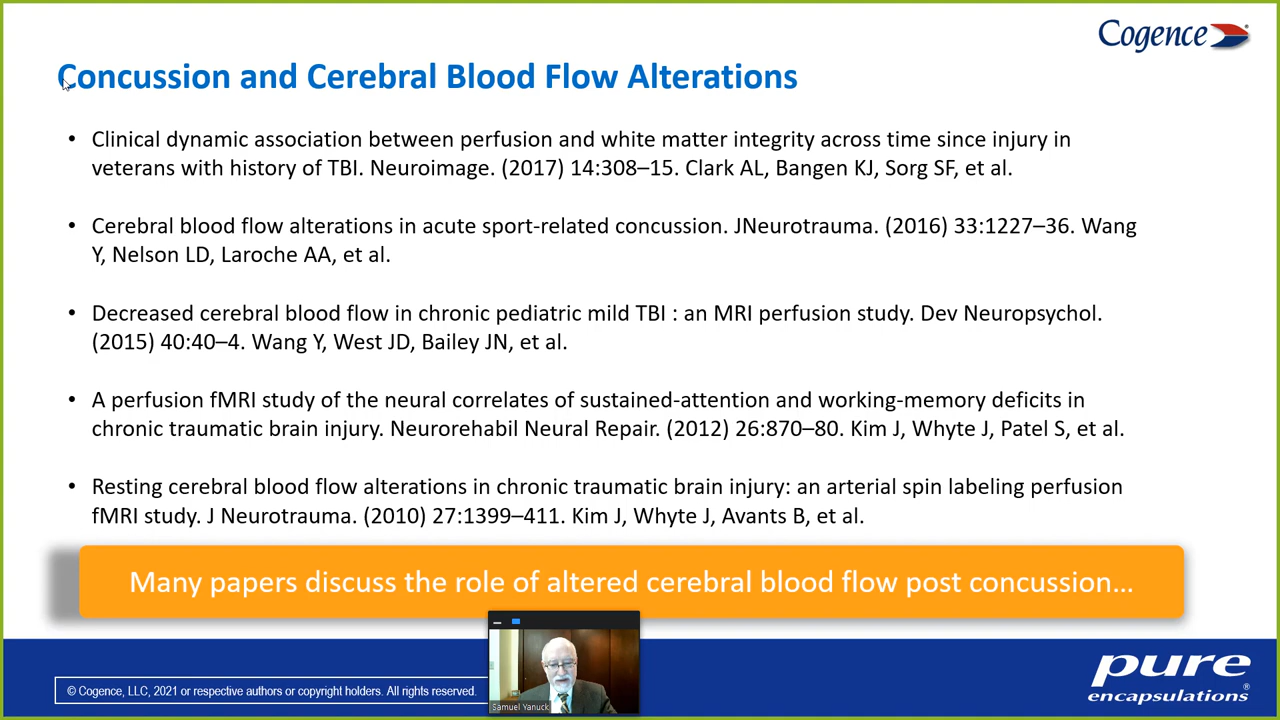 Cogence
Concussion and Cerebral Blood Flow Alterations
• Clinical dynamic association between perfusion and white matter integrity across time since injury in
veterans with history of TBI. Neuroimage. (2017) 14:308–15. Clark AL, Bangen KJ, Sorg SF, et al.
• Cerebral blood flow alterations in acute sport-related concussion. JNeurotrauma. (2016) 33:1227–36. Wang
Y, Nelson LD, Laroche AA, et al.
• Decreased cerebral blood flow in chronic pediatric mild TBI : an MRI perfusion study. Dev Neuropsychol.
(2015) 40:40–4. Wang Y, West JD, Bailey JN, et al.
• A perfusion fMRI study of the neural correlates of sustained-attention and working-memory deficits in
chronic traumatic brain injury. Neurorehabil Neural Repair. (2012) 26:870–80. Kim J, Whyte J, Patel S, et al.
• Resting cerebral blood flow alterations in chronic traumatic brain injury: an arterial spin labeling perfusion
fMRI study. J Neurotrauma. (2010) 27:1399–411. Kim J, Whyte J, Avants B, et al.
Many papers discuss the role of altered cerebral blood flow post concussion...
© Cogence, LLC, 2021 or respective authors or copyright holders. All rights reserved.
Samuel Yanuck
pure
encapsulations®